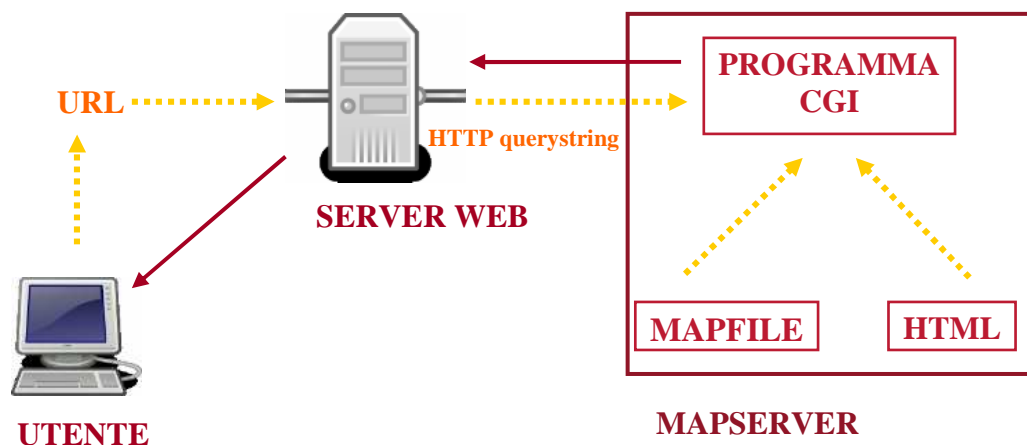 PROGRAMMA
CGI
URL
HTTP querystring
SERVER WEB
MAPFILE
HTML
MAPSERVER
UTENTE